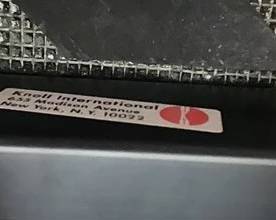 Knoll International
655 Madison Avenue
New York, N.Y. 10022